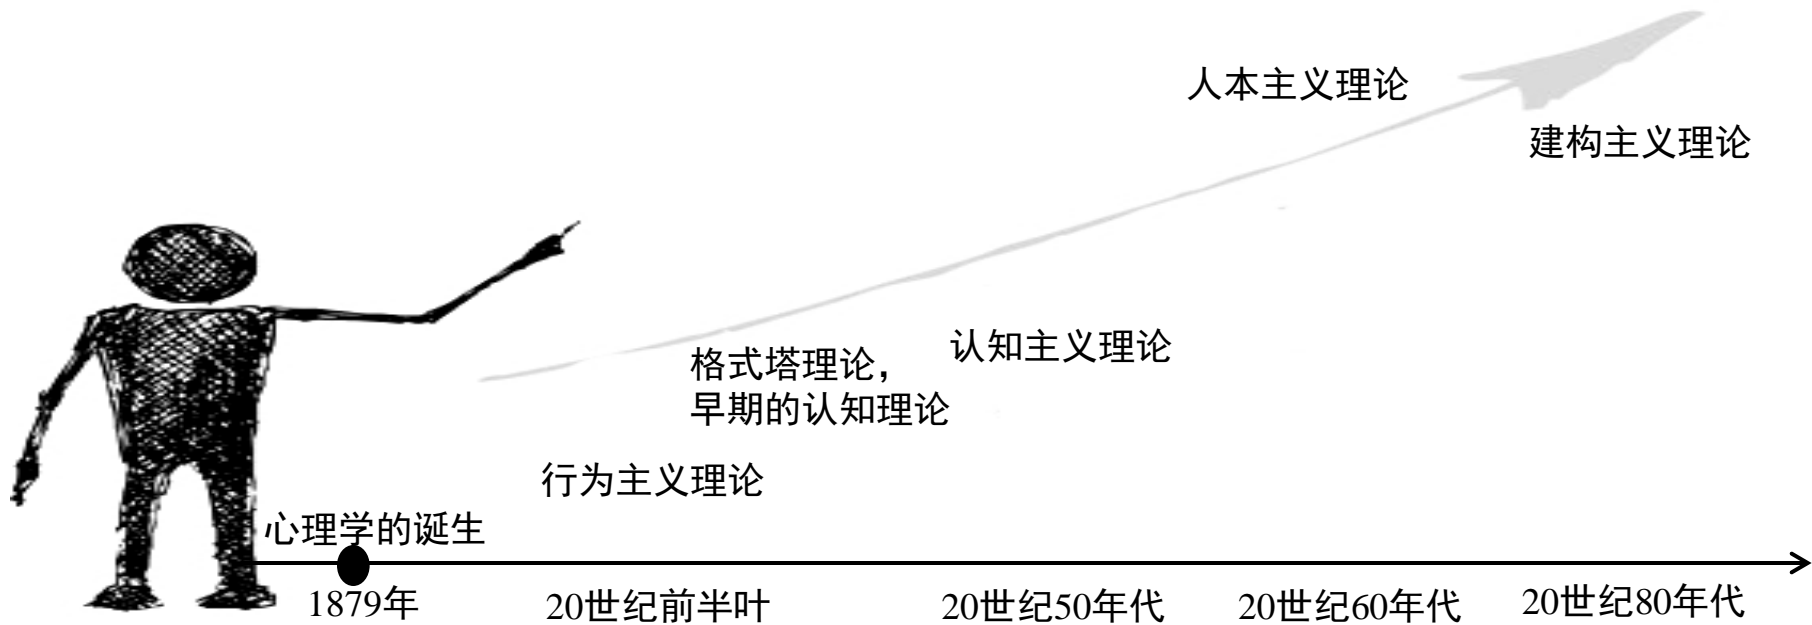 人本主义理论
建构主义理论
认知主义理论
格式塔理论，
早期的认知理论
行为主义理论
心理学的诞生
1879年
20世纪前半叶
20世纪50年代
20世纪60年代
20世纪80年代